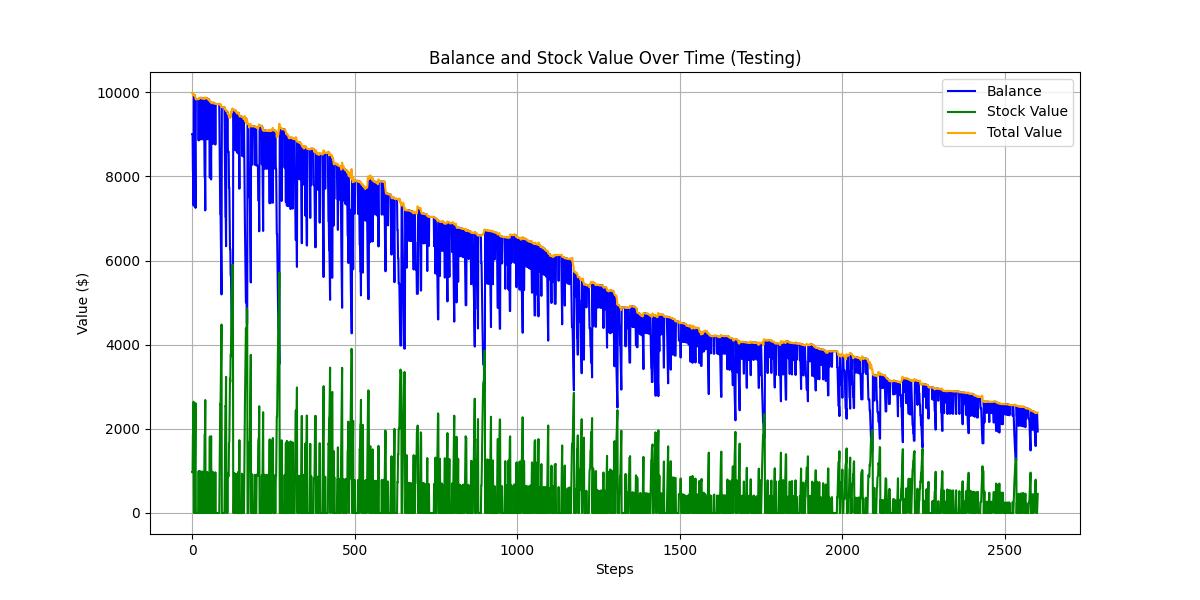 Balance and Stock Value Over Time (Testing)
Balance
Stock Value
Total Value
Value ($)
10000
8000
6000
4000
2000
0
0
500
1000
1500
2000
2500
Steps